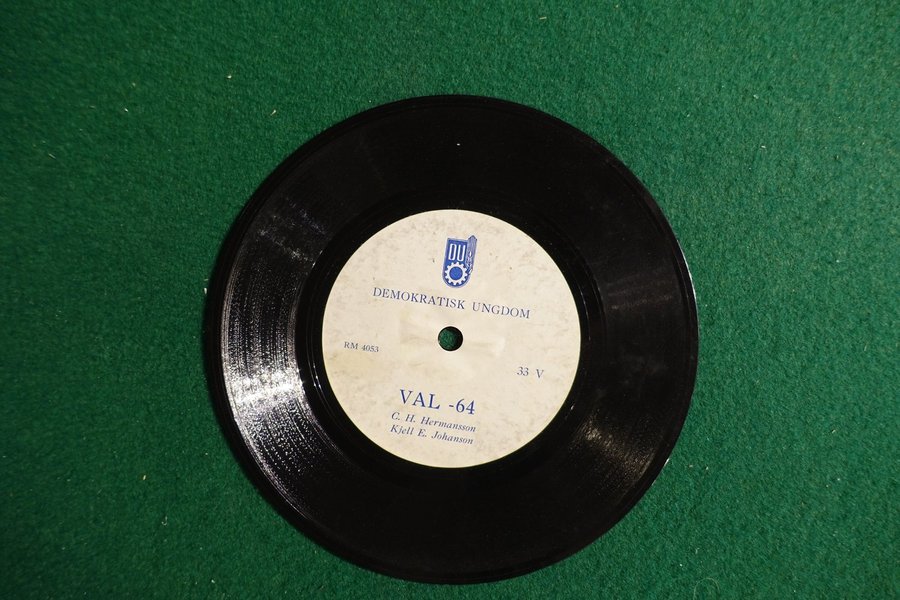 DU
DEMOKRATISK UNGDOM
RM 4053
33 V
VAL -64
C. H. Hermansson
Kjell E. Johanson